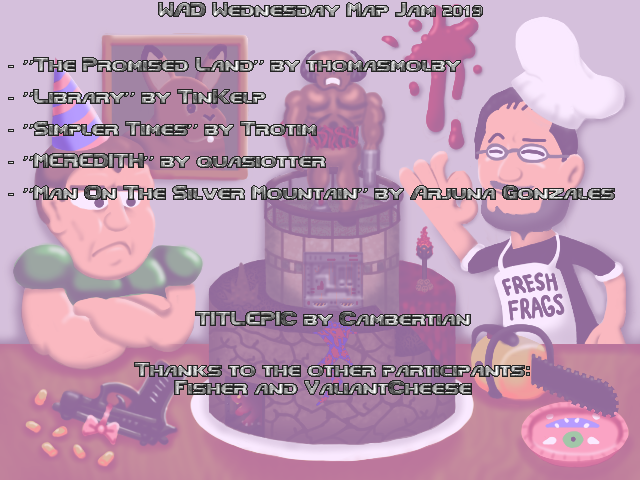 WAD Wednesday Map Jam 2019
- "The Promised Land" by thomasmolby
- "Library" by TinKelp
- "Simpler Times" by Trotim
- "MEREDITH" by quasiotter
- "Man On The Silver Mountain" by Arjuna Gonzales
FRESH
FRAGS
TITLEPIC by Cambertian
Thanks to the other participants:
Fisher and ValiantCheese